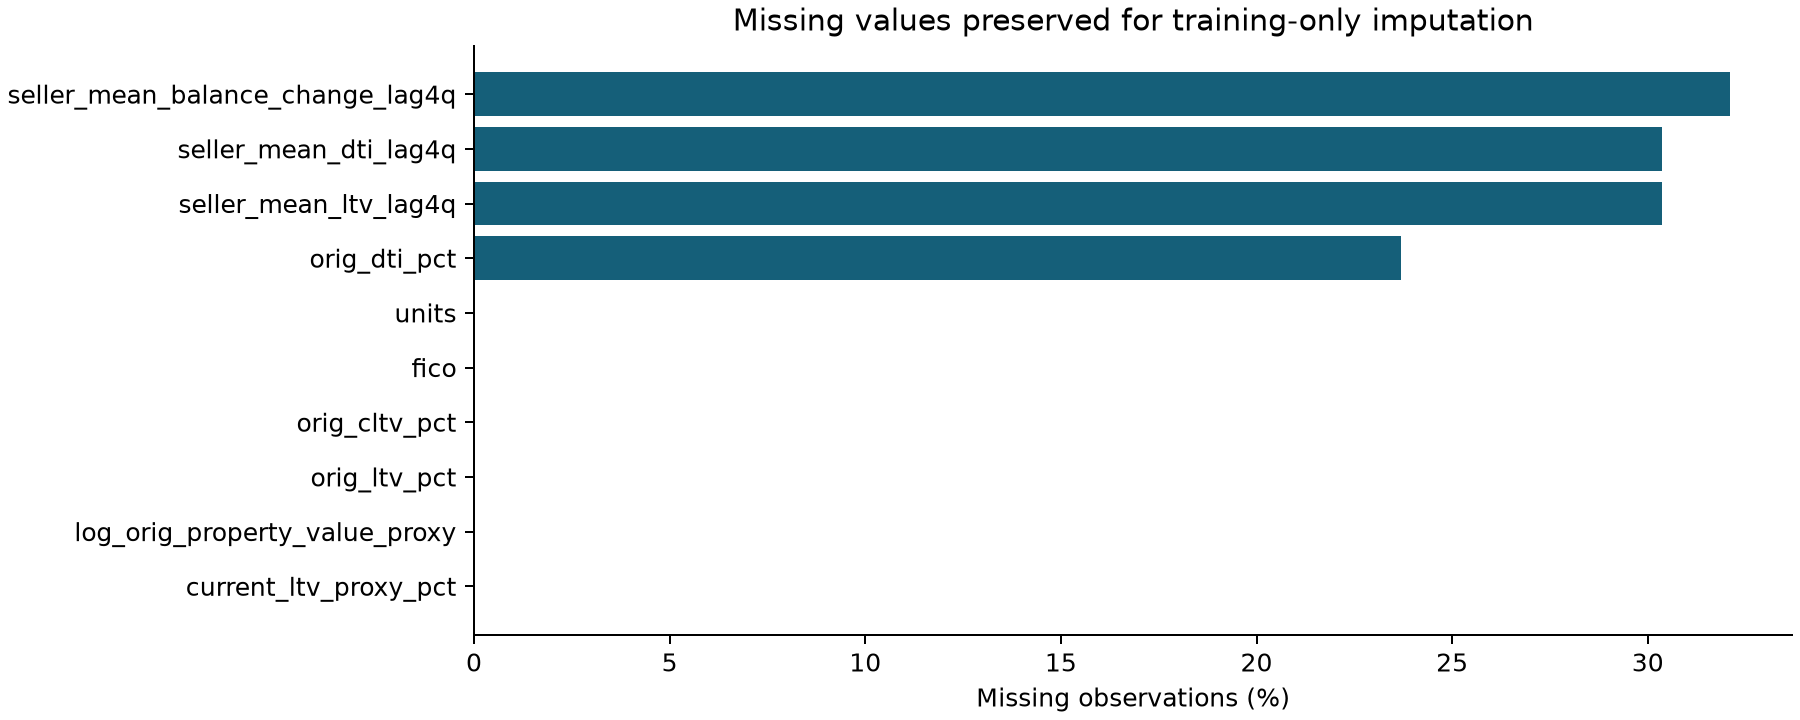 Missing values preserved for training-only imputation
seller_mean_balance_change_lag4q
seller_mean_dti_lag4q
seller_mean_ltv_lag4q
orig_dti_pct
units
fico
orig_cltv_pct
orig_ltv_pct
log_orig_property_value_proxy
current_ltv_proxy_pct
0 5 10 15 20 25 30
Missing observations (%)